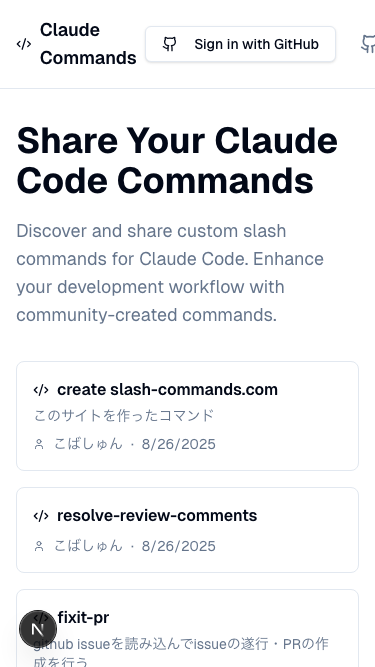 Claude
Commands
Sign in with GitHub
Share Your Claude
Code Commands
Discover and share custom slash
commands for Claude Code. Enhance
your development workflow with
community-created commands.
create slash-commands.com
このサイトを作ったコマンド
こばしゅん · 8/26/2025
resolve-review-comments
こばしゅん · 8/26/2025
fixit-pr
N
github issueを読み込んでissueの遂行・PRの作
成を行う